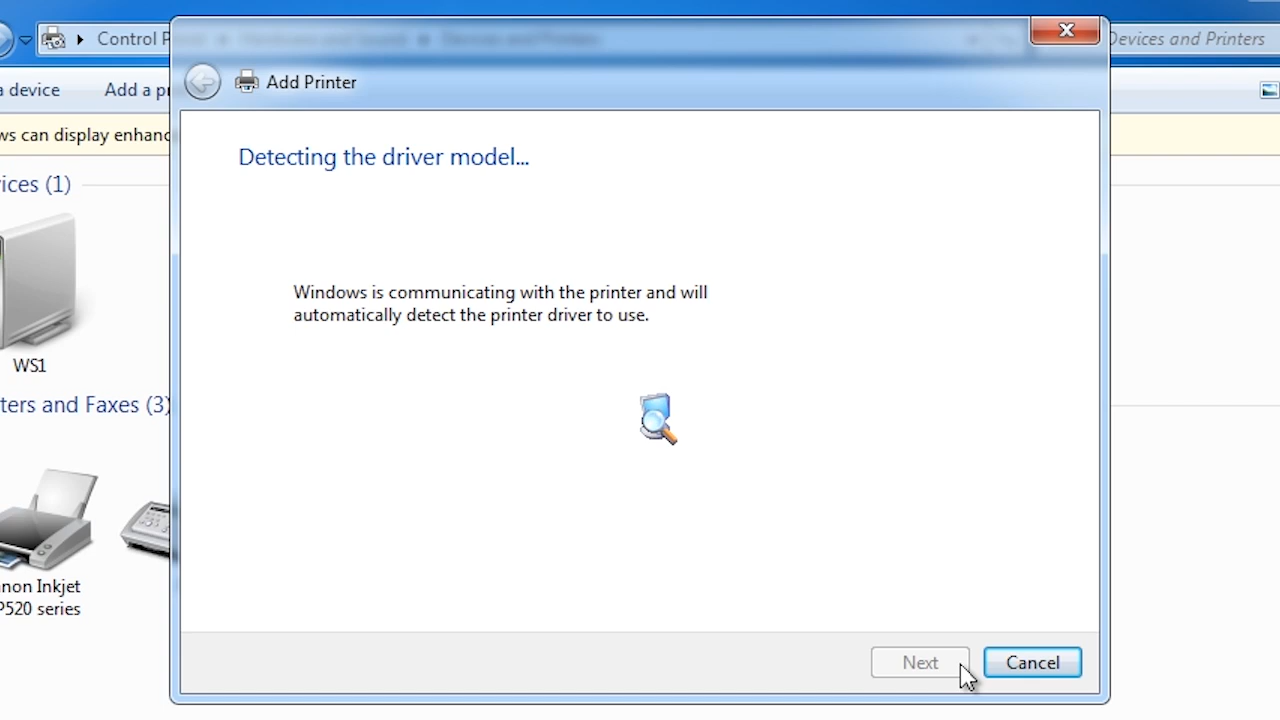 Control P
Devices and Printers
Add Printer
a device
Add a pr
ws can display enhanc
Detecting the driver model...
ices (1)
Windows is communicating with the printer and will
automatically detect the printer driver to use.
WS1
ters and Faxes (3)
non Inkjet
P520 series
Next
Cancel